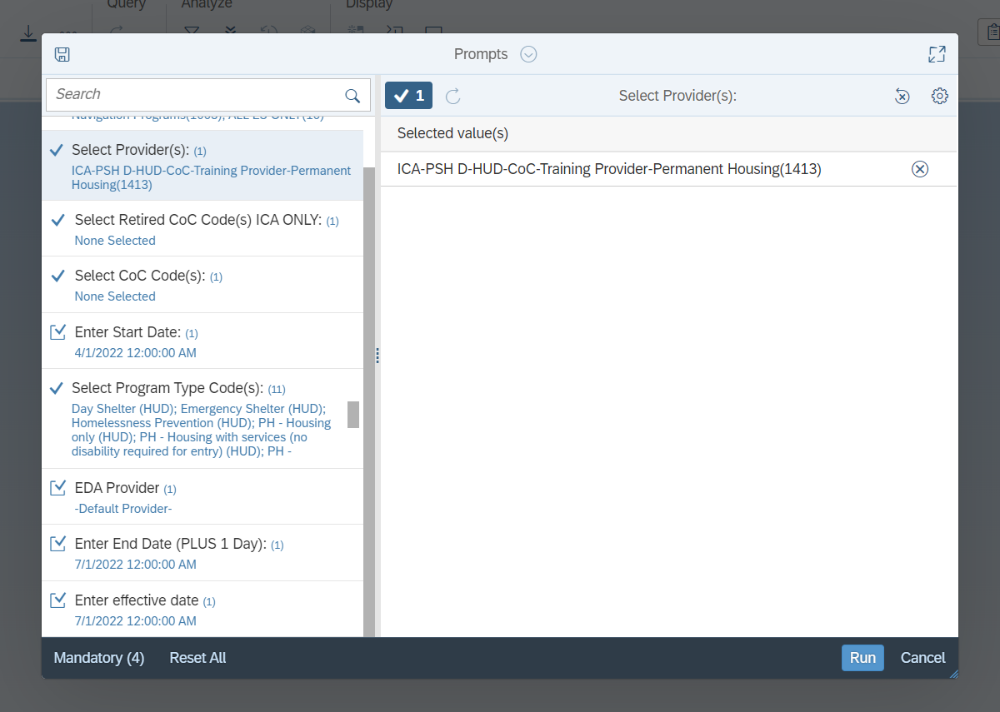 Query
Analyze
Display
Prompts
Search
1
Select Provider(s):
Navigation Programs(1603); ALL ES ONLY(10)
Select Provider(s): (1)
ICA-PSH D-HUD-CoC-Training Provider-Permanent
Housing(1413)
Select Retired CoC Code(s) ICA ONLY: (1)
None Selected
Select CoC Code(s): (1)
None Selected
Enter Start Date: (1)
4/1/2022 12:00:00 AM
Select Program Type Code(s): (11)
Day Shelter (HUD); Emergency Shelter (HUD);
Homelessness Prevention (HUD); PH - Housing
only (HUD); PH - Housing with services (no
disability required for entry) (HUD); PH -
EDA Provider (1)
-Default Provider-
Enter End Date (PLUS 1 Day): (1)
7/1/2022 12:00:00 AM
Enter effective date (1)
7/1/2022 12:00:00 AM
Selected value(s)
ICA-PSH D-HUD-CoC-Training Provider-Permanent Housing(1413)
Mandatory (4)
Reset All
Run
Cancel